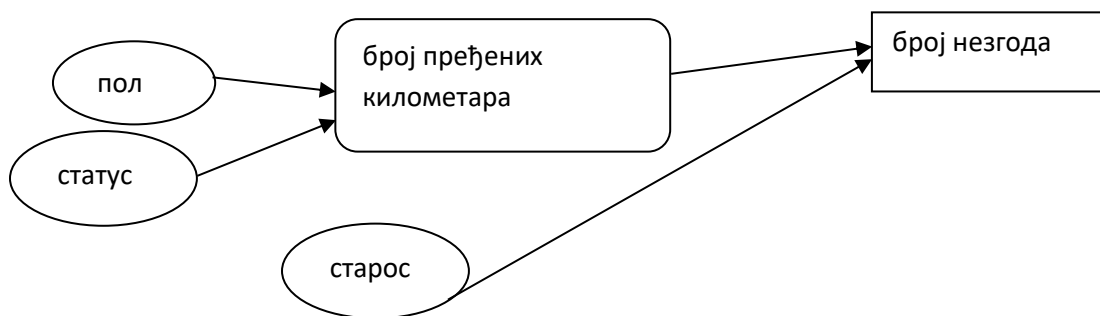 пол
статус
број пређених
километара
старос
број незгода